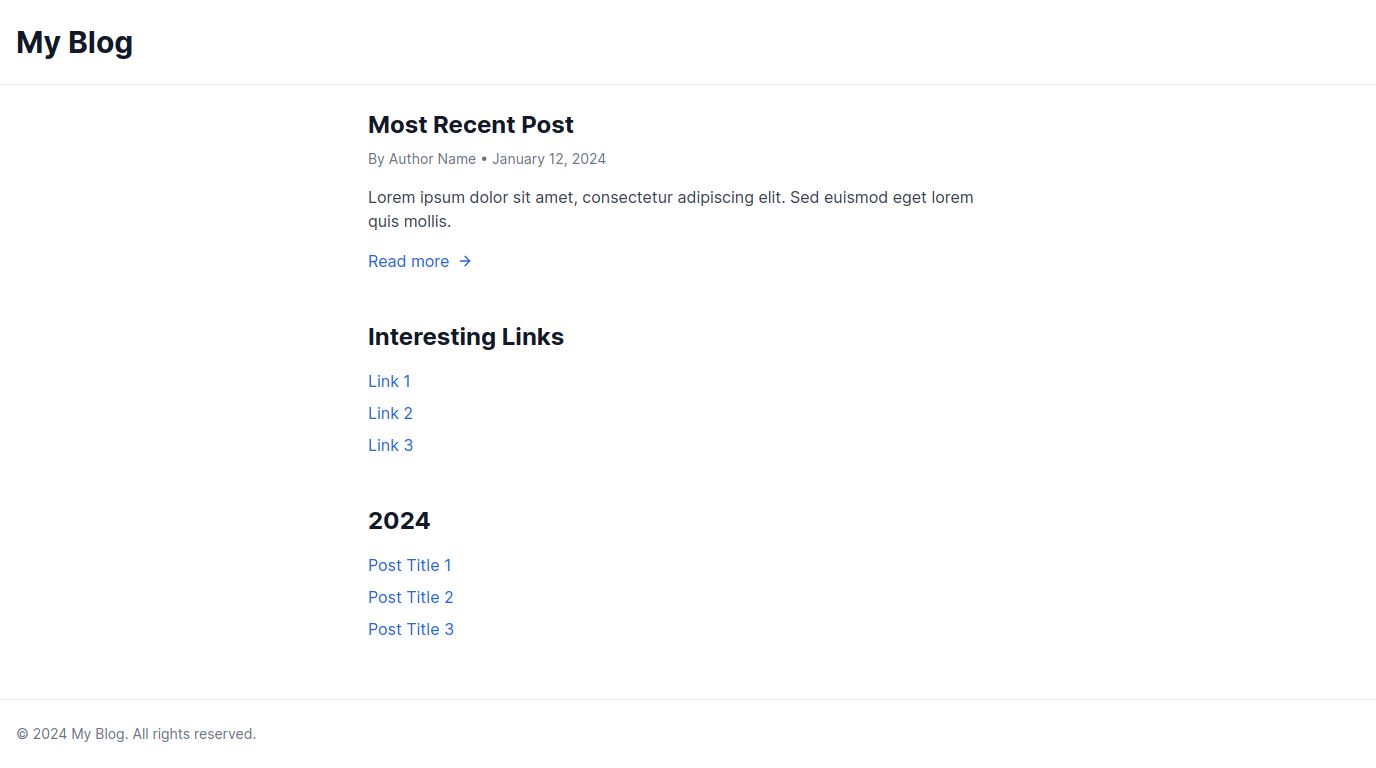 My Blog
Most Recent Post
By Author Name • January 12, 2024
Lorem ipsum dolor sit amet, consectetur adipiscing elit. Sed euismod eget lorem
quis mollis.
Read more →
Interesting Links
Link 1
Link 2
Link 3
2024
Post Title 1
Post Title 2
Post Title 3
© 2024 My Blog. All rights reserved.